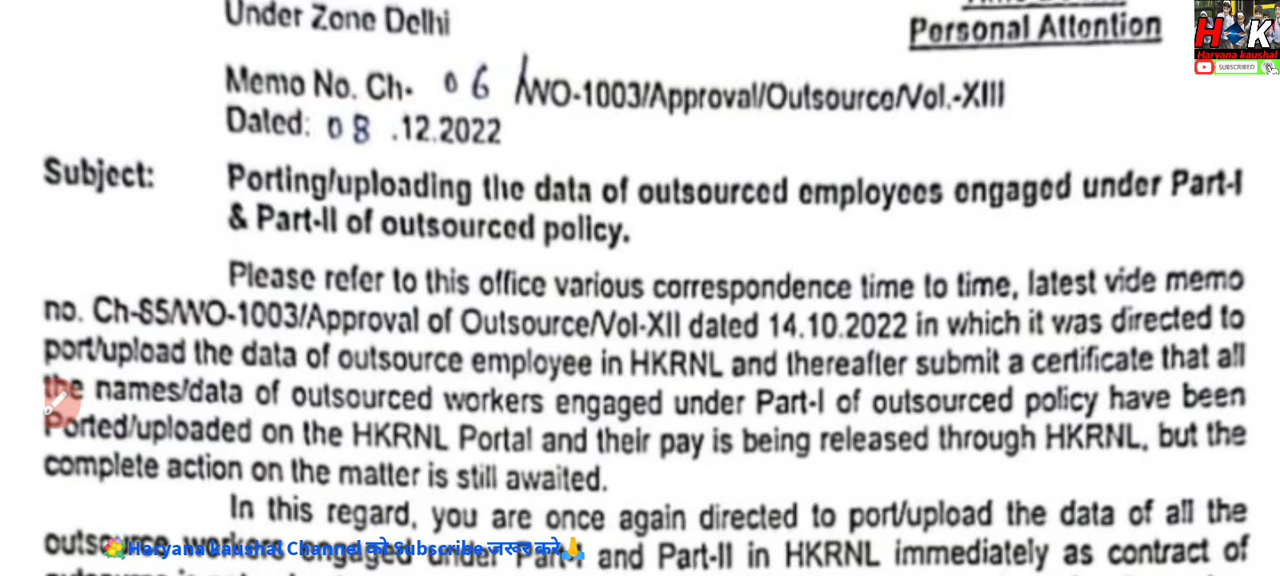 Under Zone Delhi
Personal Attention
H K
Haryana kaushal
SUBSCRIBED
Memo No. Ch- 06/WO-1003/Approval/Outsource/Vol.-XIII
Dated: 08 .12.2022
Subject: Porting/uploading the data of outsourced employees engaged under Part-I
& Part-II of outsourced policy.
Please refer to this office various correspondence time to time, latest vide memo
no. Ch-85/WO-1003/Approval of Outsource/Vol-XII dated 14.10.2022 in which it was directed to
port/upload the data of outsource employee in HKRNL and thereafter submit a certificate that all
the names/data of outsourced workers engaged under Part-I of outsourced policy have been
Ported/uploaded on the HKRNL Portal and their pay is being released through HKRNL, but the
complete action on the matter is still awaited.
In this regard, you are once again directed to port/upload the data of all the
engaged under Part-I and Part-II in HKRNL immediately as contract of
Haryana kaushal Channel को Subscribe जरूर करे